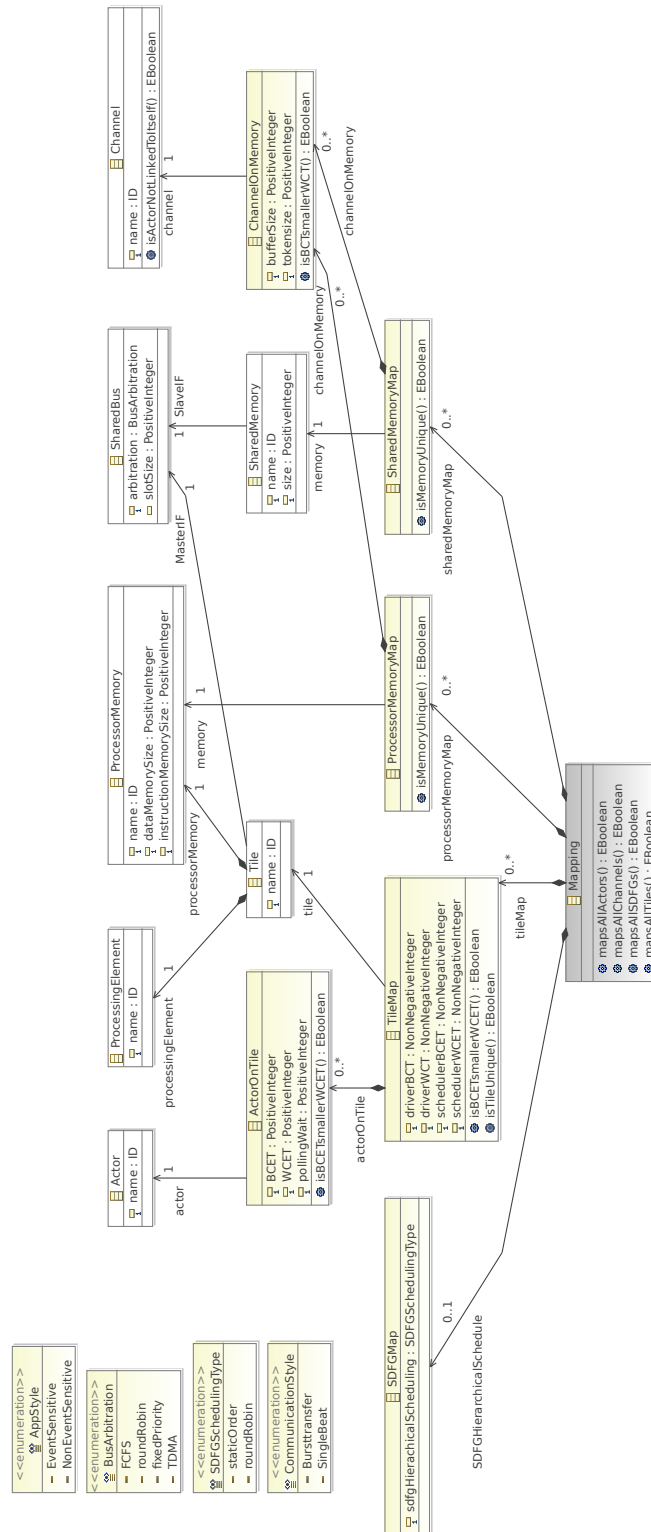 <<enumeration>>
AppStyle
EventSensitive
NonEventSensitive
<<enumeration>>
BusArbitration
FCFS
roundRobin
fixedPriority
TDMA
<<enumeration>>
SDFGSchedulingType
staticOrder
roundRobin
<<enumeration>>
CommunicationStyle
Bursttransfer
SingleBeat
Actor
name : ID
actor
1
ProcessingElement
name : ID
processingElement
1
ProcessorMemory
name : ID
dataMemorySize : PositiveInteger
instructionMemorySize : PositiveInteger
processorMemory
1
memory
1
SharedBus
arbitration : BusArbitration
slotSize : PositiveInteger
MasterIF
1
1
SlaveIF
Channel
name : ID
isActorNotLinkedToItself() : EBoolean
channel
1
ActorOnTile
BCET : PositiveInteger
WCET : PositiveInteger
pollingWait : PositiveInteger
isBCETsmallerWCET() : EBoolean
actorOnTile
0..*
Tile
name : ID
tile
1
SharedMemory
name : ID
size : PositiveInteger
memory
1
ChannelOnMemory
bufferSize : PositiveInteger
tokensize : PositiveInteger
isBCTsmallerWCT() : EBoolean
channelOnMemory
0..*
0..*
channelOnMemory
SDFGMap
sdfgHierachicalScheduling : SDFGSchedulingType
SDFGHierarchicalSchedule
0..1
TileMap
driverBCT : NonNegativeInteger
driverWCT : NonNegativeInteger
schedulerBCET : NonNegativeInteger
schedulerWCET : NonNegativeInteger
isBCETsmallerWCET() : EBoolean
isTileUnique() : EBoolean
tileMap
0..*
ProcessorMemoryMap
isMemoryUnique() : EBoolean
processorMemoryMap
0..*
SharedMemoryMap
isMemoryUnique() : EBoolean
sharedMemoryMap
0..*
Mapping
mapsAllActors() : EBoolean
mapsAllChannels() : EBoolean
mapsAllSDFGs() : EBoolean
mapsAllTiles() : EBoolean